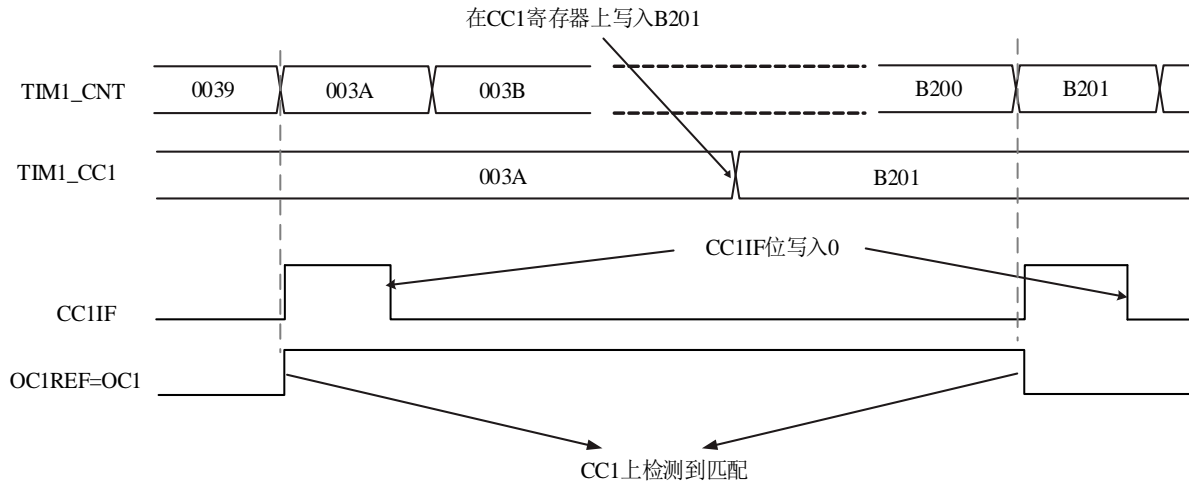 在CC1寄存器上写入B201
TIM1_CNT 0039 003A 003B B200 B201
TIM1_CC1 003A B201
CC1IF位写入0
CC1IF
OC1REF=OC1
CC1上检测到匹配